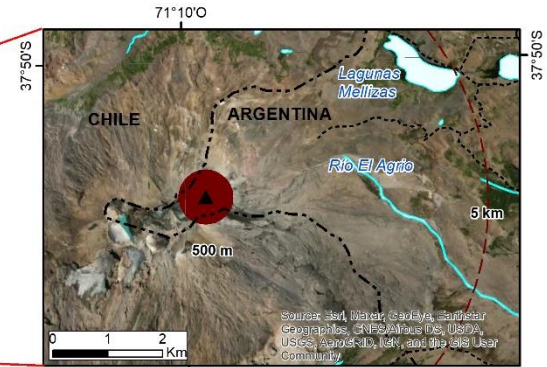 71°10'O
37°50'S
37°50'S
Lagunas
Mellizas
CHILE
ARGENTINA
Río El Agrio
5 km
500 m
Source: Esri, Maxar, GeoEye, Earthstar
Geographics, CNES/Airbus DS, USDA,
USGS, AeroGRID, IGN, and the GIS User
Community
0 1 2
Km